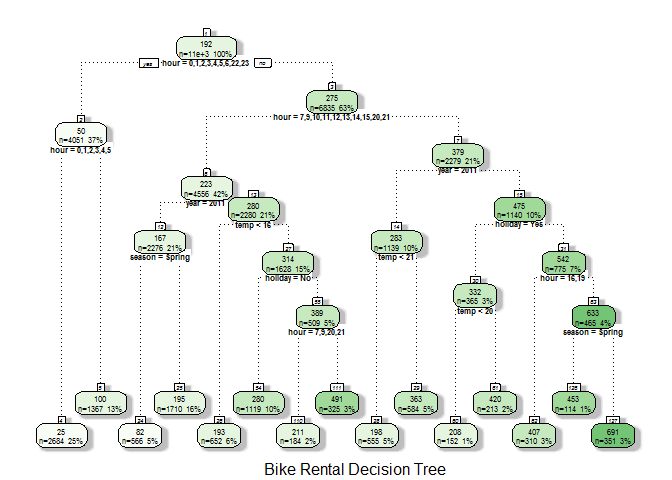 1
192
n=11e+3 100%
yes
hour = 0,1,2,3,4,5,6,22,23
no
3
275
n=6835 63%
hour = 7,9,10,11,12,13,14,15,20,21
2
50
n=4051 37%
hour = 0,1,2,3,4,5
7
379
n=2279 21%
year = 2011
6
223
n=4556 42%
year = 2011
13
280
n=2280 21%
temp < 16
15
475
n=1140 10%
holiday = Yes
12
167
n=2276 21%
season = Spring
14
283
n=1139 10%
temp < 21
27
314
n=1628 15%
holiday = No
31
542
n=775 7%
hour = 16,19
30
332
n=365 3%
temp < 20
55
389
n=509 5%
hour = 7,9,20,21
63
633
n=465 4%
season = Spring
5
100
n=1367 13%
25
195
n=1710 16%
54
280
n=1119 10%
111
491
n=325 3%
29
363
n=584 5%
61
420
n=213 2%
126
453
n=114 1%
4
25
n=2684 25%
24
82
n=566 5%
26
193
n=652 6%
110
211
n=184 2%
28
198
n=555 5%
60
208
n=152 1%
62
407
n=310 3%
127
691
n=351 3%
Bike Rental Decision Tree